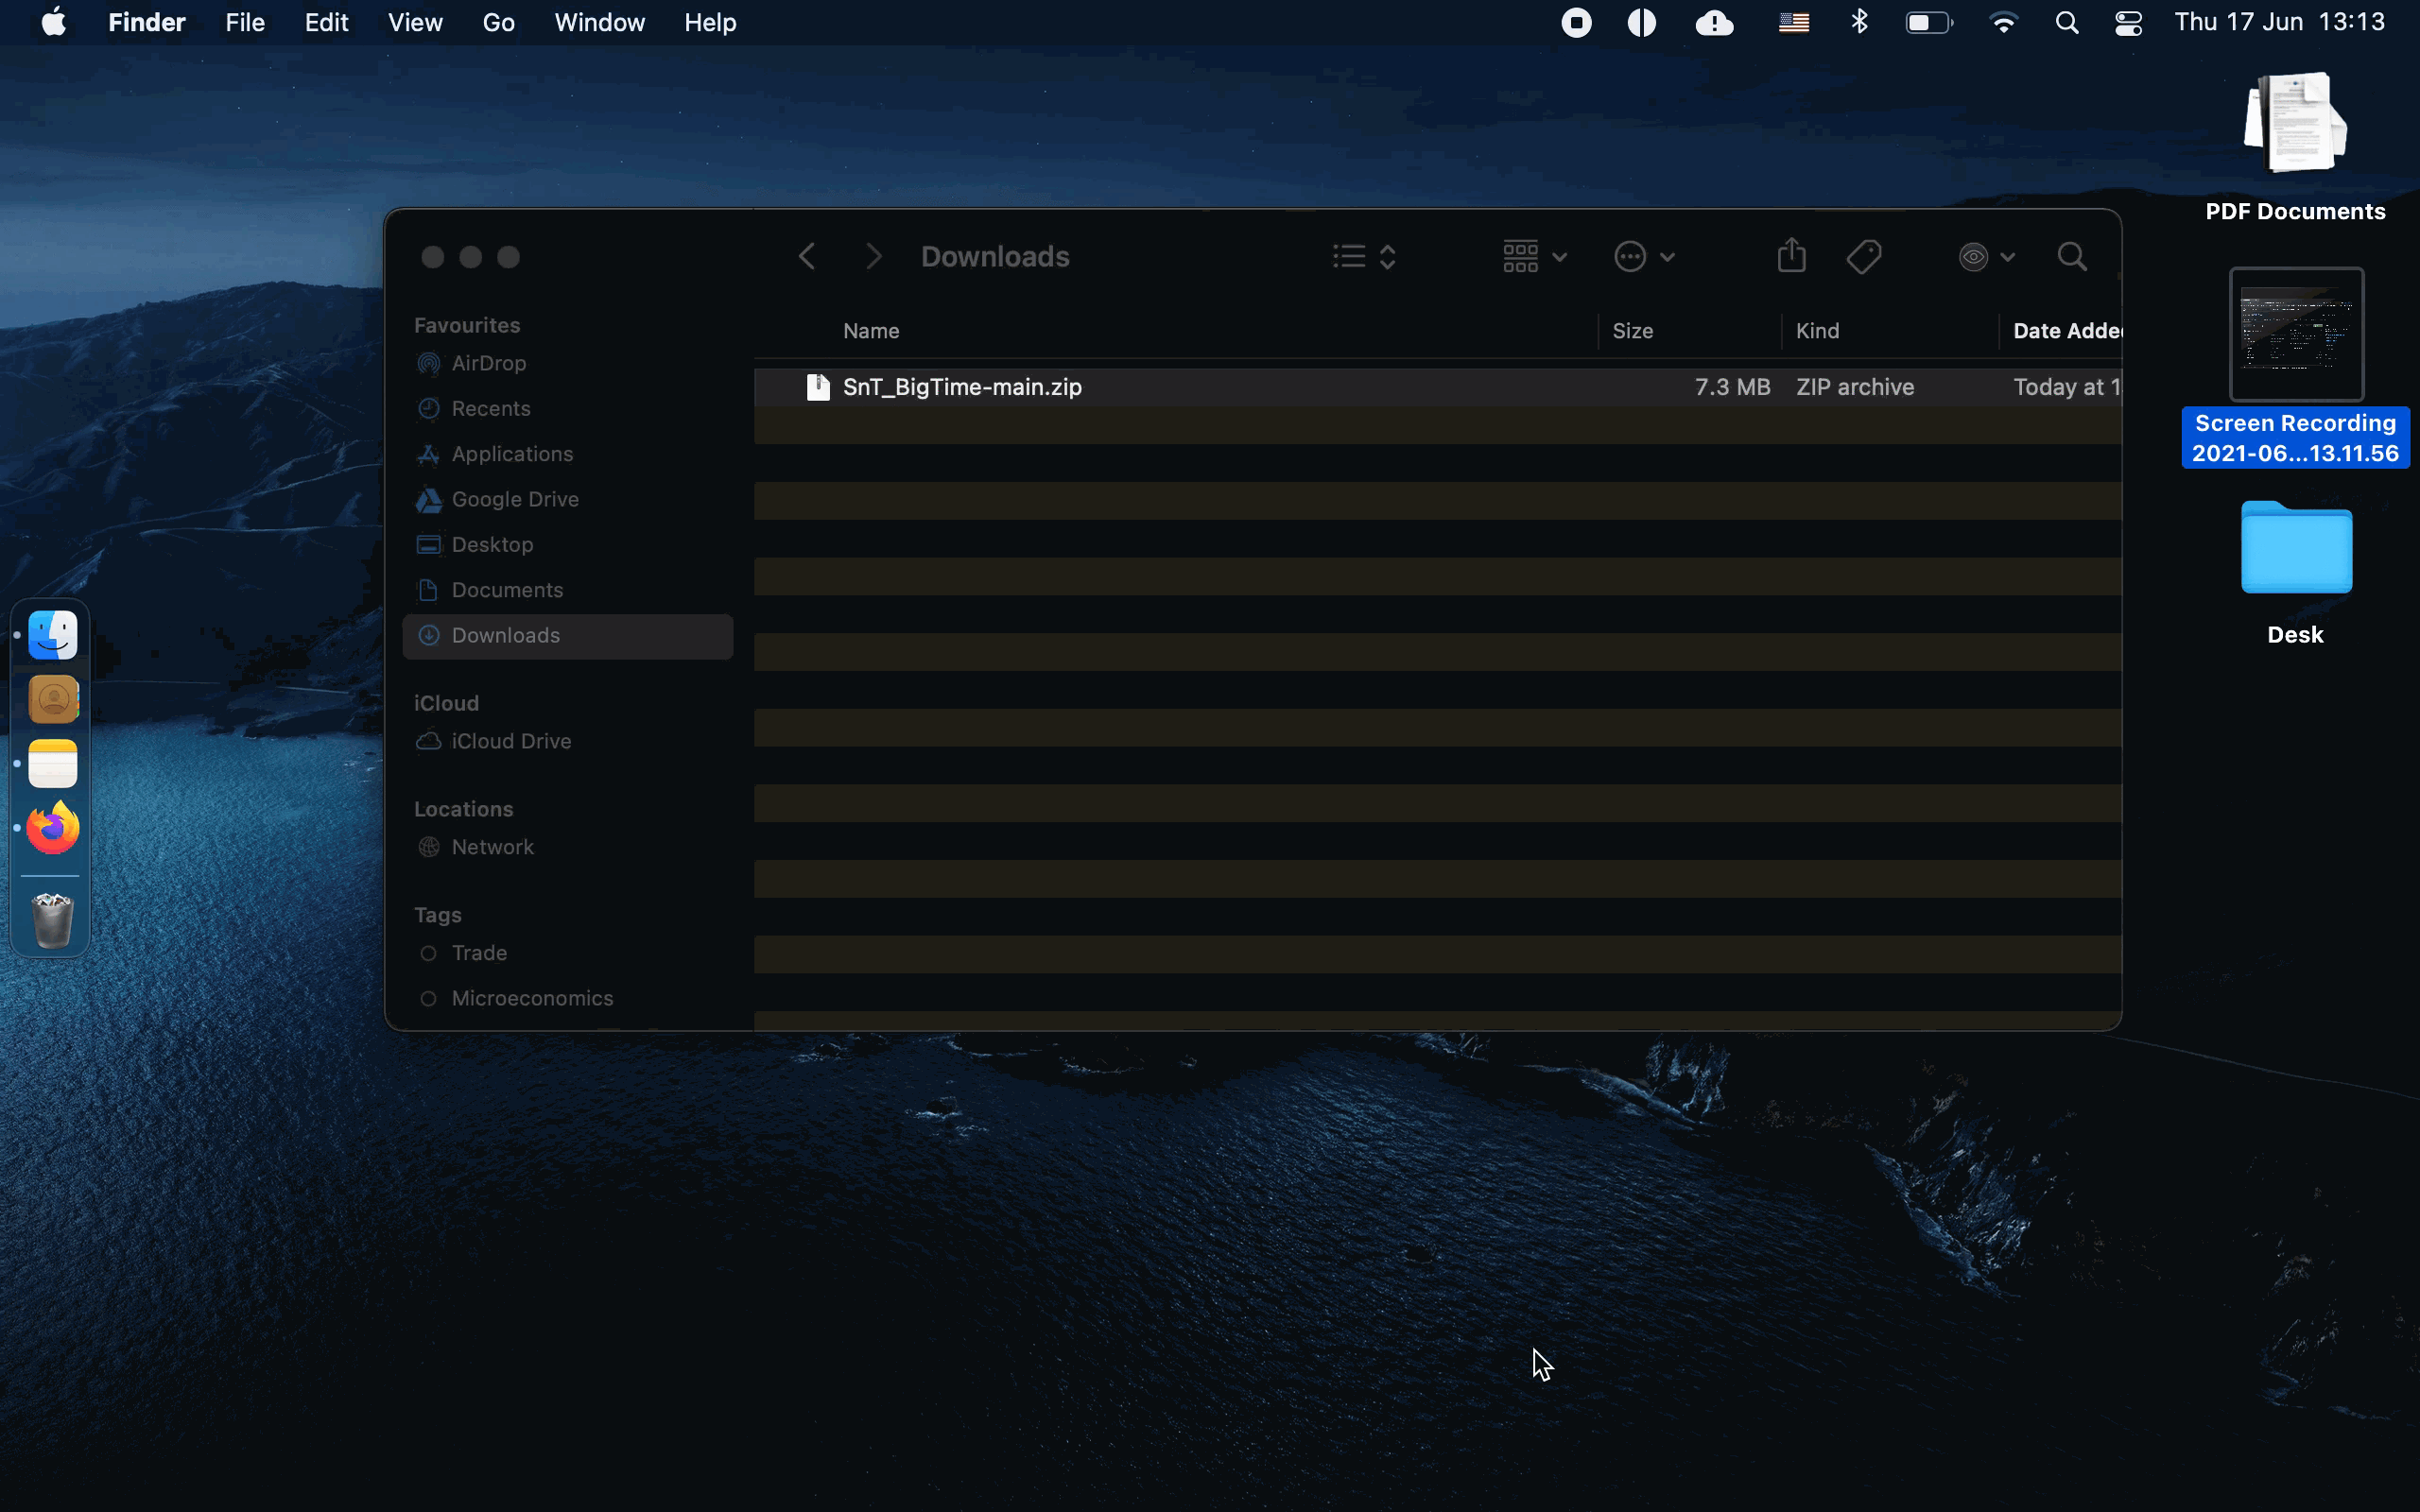 Finder File Edit View Go Window Help Thu 17 Jun 13:13
PDF Documents
Screen Recording
2021-06...13.11.56
Desk
Downloads
Favourites
AirDrop
Recents
Applications
Google Drive
Desktop
Documents
Downloads
iCloud
iCloud Drive
Locations
Network
Tags
Trade
Microeconomics
Name Size Kind Date Added
SnT_BigTime-main.zip 7.3 MB ZIP archive Today at 1